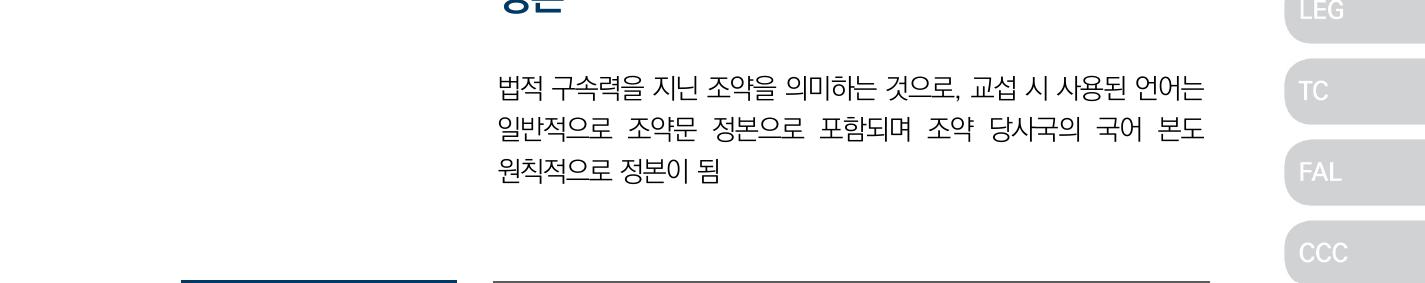 LEG
법적 구속력을 지닌 조약을 의미하는 것으로, 교섭 시 사용된 언어는
일반적으로 조약문 정본으로 포함되며 조약 당사국의 국어 본도
원칙적으로 정본이 됨
TC
FAL
CCC